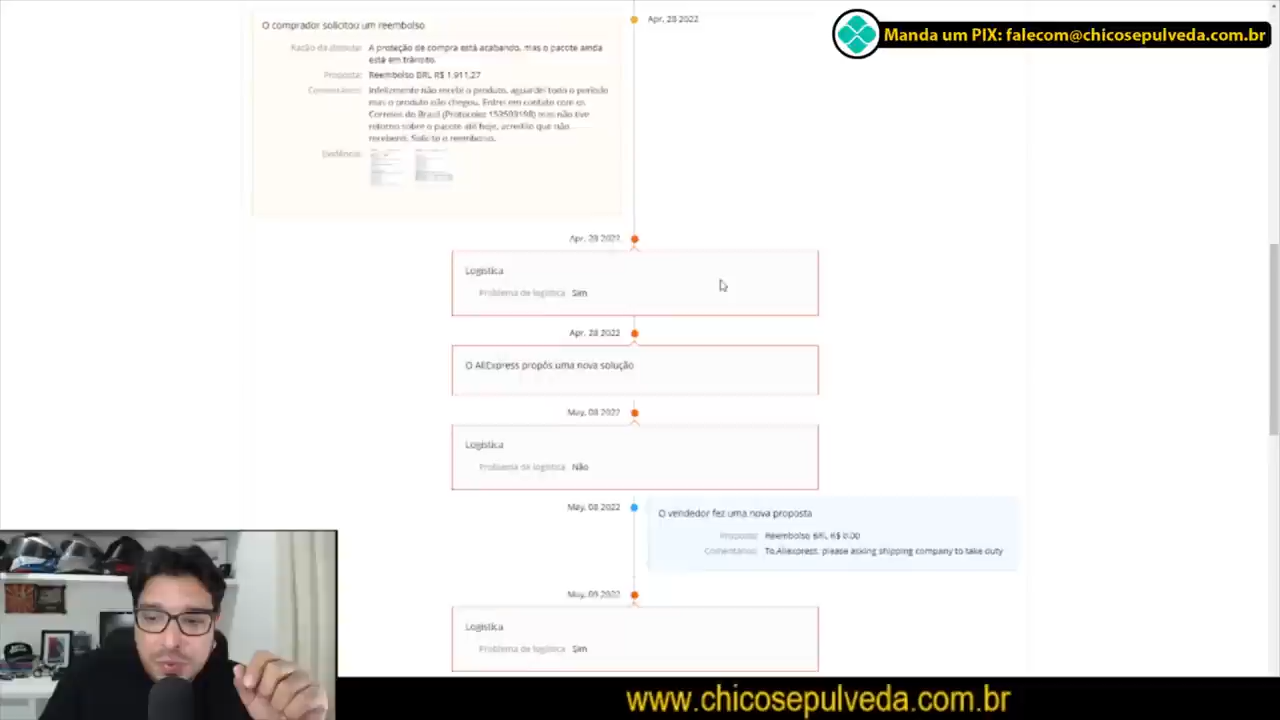 O comprador solicitou um reembolso
Apr. 28 2022
Manda um PIX: falecom@chicosepulveda.com.br
Razão da disputa: A proteção de compra está acabando, mas o pacote ainda
está em trânsito.
Proposta: Reembolso BRL R$ 1.911,27
Comentários: Infelizmente não recebi o produto, aguardei todo o período
mas o produto não chegou. Entrei em contato com os
Correios do Brasil (Protocolo: ) mas não tive
retorno sobre o pacote até hoje, acredito que não
receberei. Solicito o reembolso.
Evidência:
Apr. 28 2022
Logística
Problema de logística Sim
Apr. 28 2022
O AliExpress propôs uma nova solução
May. 08 2022
Logística
Problema de logística Não
May. 08 2022
O vendedor fez uma nova proposta
Proposta: Reembolso BRL R$ 0.00
Comentários: To Aliexpress, please asking shipping company to take duty
May. 09 2022
Logística
Problema de logística Sim
www.chicosepulveda.com.br